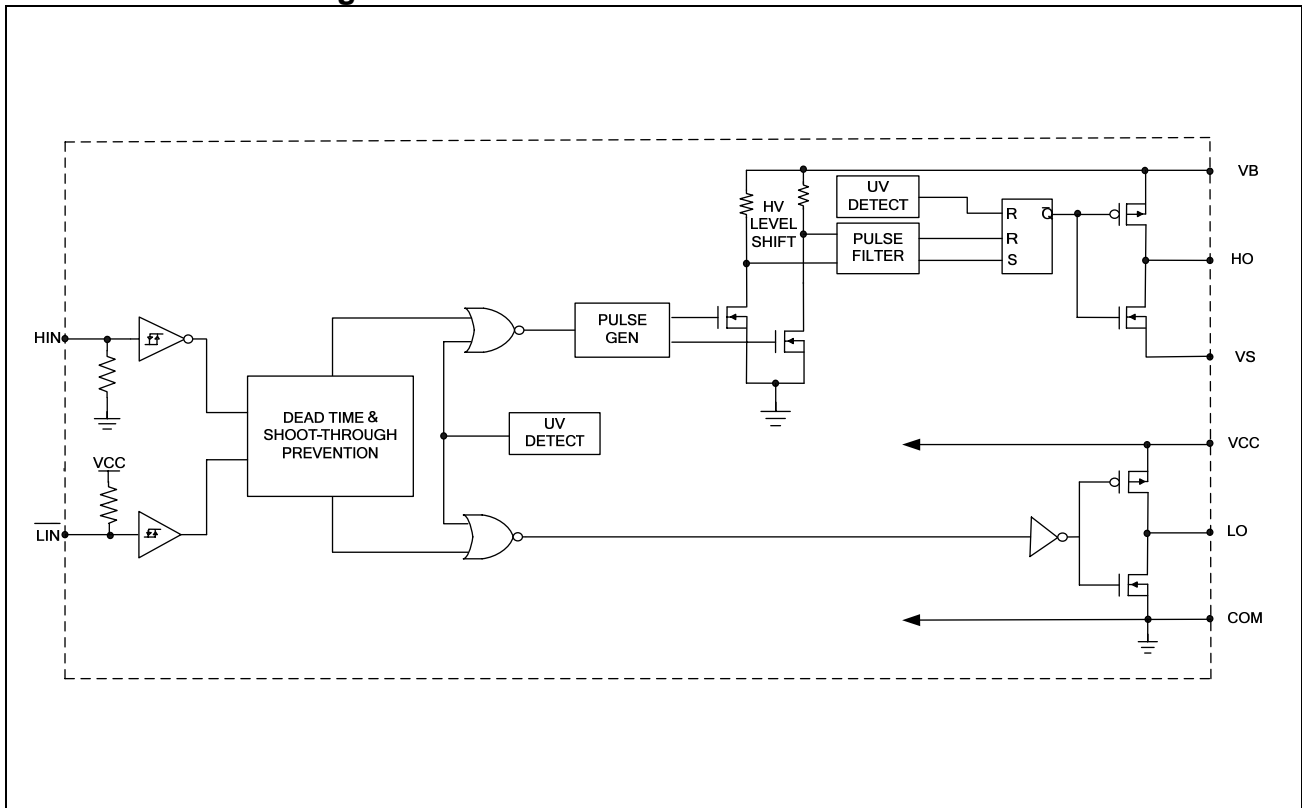 VB
UV
DETECT
HV
LEVEL
SHIFT
R
Q̅
PULSE
FILTER
R
S
HO
PULSE
GEN
HIN
VS
DEAD TIME &
SHOOT-THROUGH
PREVENTION
UV
DETECT
VCC
VCC
L̅I̅N̅
LO
COM